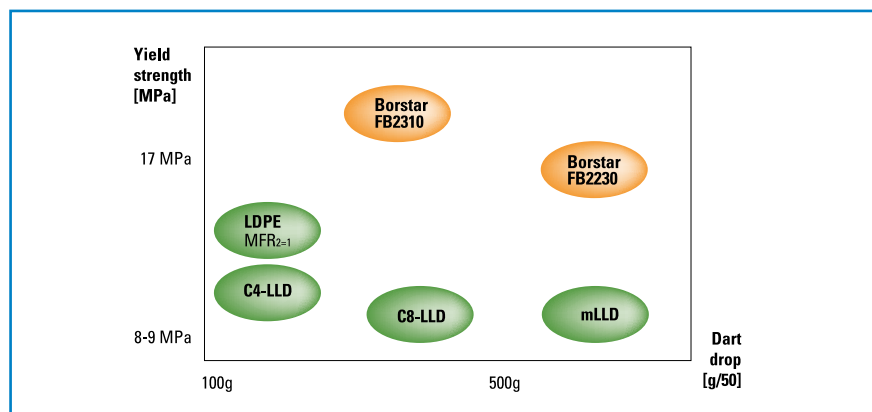 Yield
strength
[MPa]
Borstar
FB2310
17 MPa
Borstar
FB2230
LDPE
MFR2=1
C4-LLD
C8-LLD
mLLD
8-9 MPa
Dart
drop
[g/50]
100g
500g